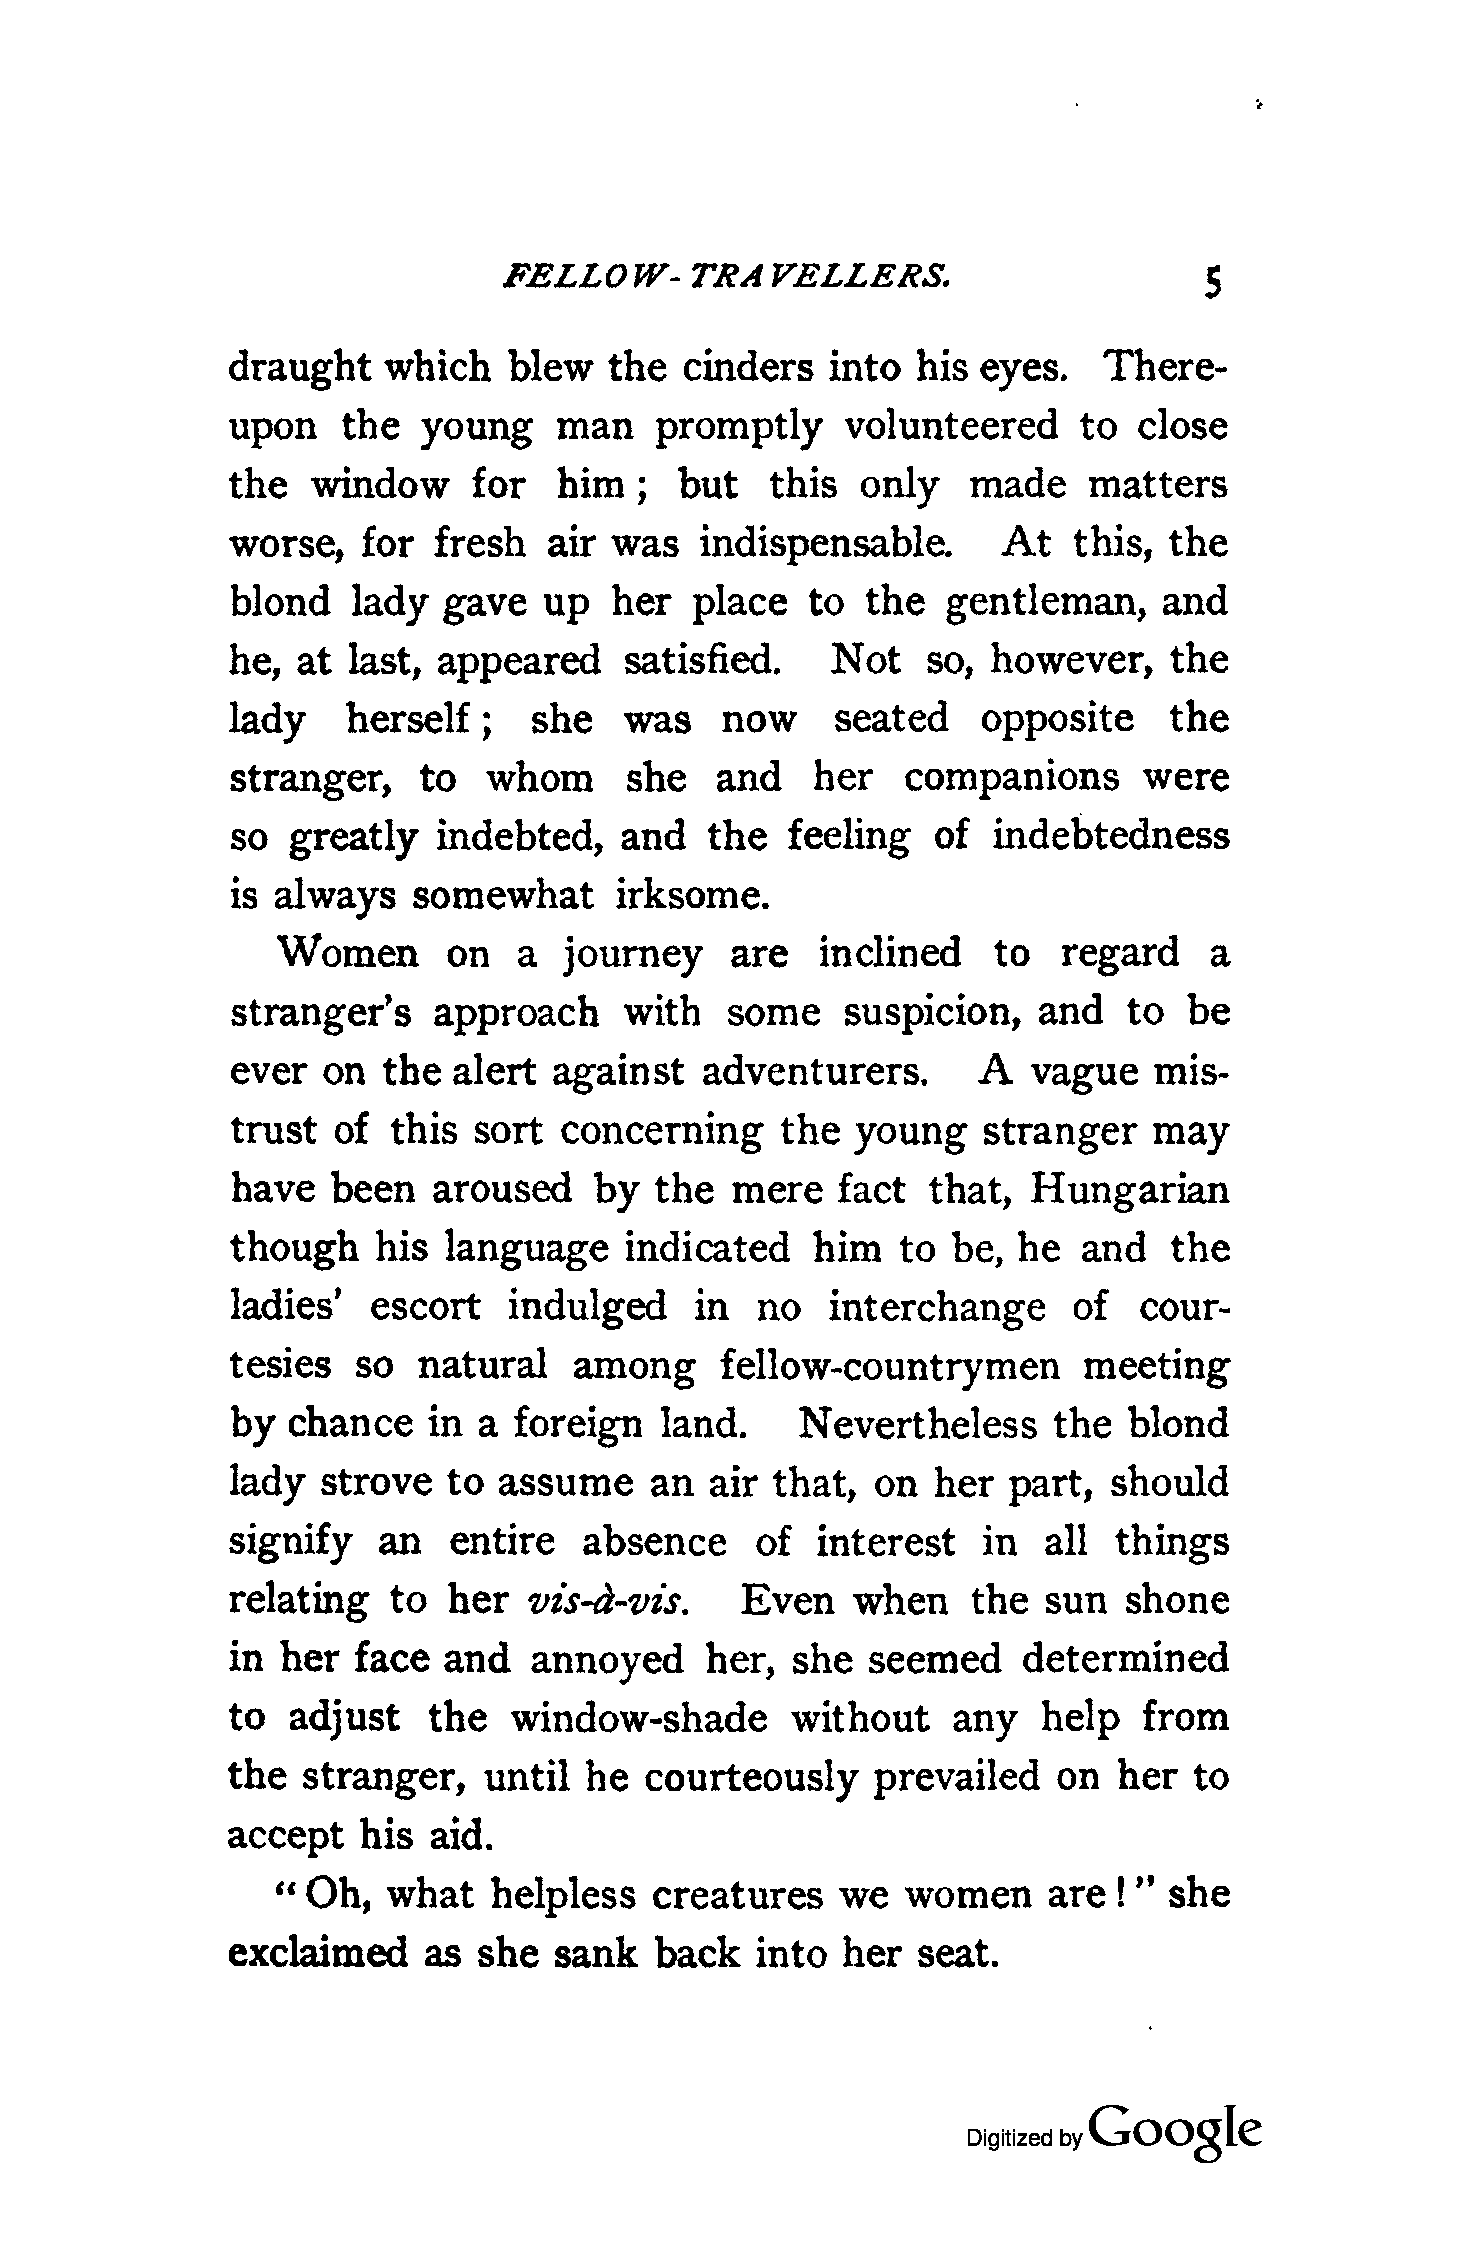 FELLOW-TRAVELLERS. 5
draught which blew the cinders into his eyes. There-
upon the young man promptly volunteered to close
the window for him ; but this only made matters
worse, for fresh air was indispensable. At this, the
blond lady gave up her place to the gentleman, and
he, at last, appeared satisfied. Not so, however, the
lady herself ; she was now seated opposite the
stranger, to whom she and her companions were
so greatly indebted, and the feeling of indebtedness
is always somewhat irksome.
Women on a journey are inclined to regard a
stranger's approach with some suspicion, and to be
ever on the alert against adventurers. A vague mis-
trust of this sort concerning the young stranger may
have been aroused by the mere fact that, Hungarian
though his language indicated him to be, he and the
ladies' escort indulged in no interchange of cour-
tesies so natural among fellow-countrymen meeting
by chance in a foreign land. Nevertheless the blond
lady strove to assume an air that, on her part, should
signify an entire absence of interest in all things
relating to her vis-à-vis. Even when the sun shone
in her face and annoyed her, she seemed determined
to adjust the window-shade without any help from
the stranger, until he courteously prevailed on her to
accept his aid.
“ Oh, what helpless creatures we women are ! ” she
exclaimed as she sank back into her seat.
Digitized by Google